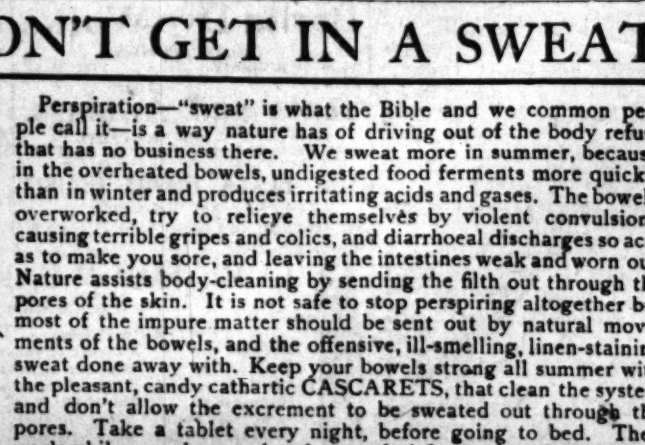 ON'T GET IN A SWEAT
Perspiration—"sweat" is what the Bible and we common pe
ple call it—is a way nature has of driving out of the body refu
that has no business there. We sweat more in summer, becaus
in the overheated bowels, undigested food ferments more quick
than in winter and produces irritating acids and gases. The bowel
overworked, try to relieve themselves by violent convulsion
causing terrible gripes and colics, and diarrhoeal discharges so ac
as to make you sore, and leaving the intestines weak and worn ou
Nature assists body-cleaning by sending the filth out through th
pores of the skin. It is not safe to stop perspiring altogether b
most of the impure matter should be sent out by natural mov
ments of the bowels, and the offensive, ill-smelling, linen-stainin
sweat done away with. Keep your bowels strong all summer wit
the pleasant, candy cathartic CASCARETS, that clean the syste
and don't allow the excrement to be sweated out through th
pores. Take a tablet every night, before going to bed. The